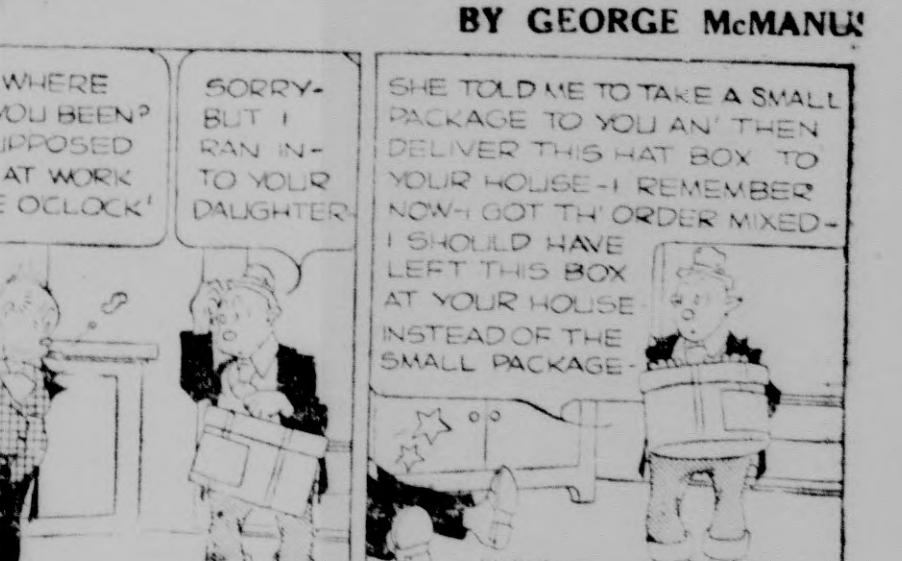 BY GEORGE McMANUS
WHERE
YOU BEEN?
UPPOSED
AT WORK
E OCLOCK!
SORRY-
BUT I
RAN IN-
TO YOUR
DAUGHTER-
SHE TOLD ME TO TAKE A SMALL
PACKAGE TO YOU AN' THEN
DELIVER THIS HAT BOX TO
YOUR HOUSE-I REMEMBER
NOW-I GOT TH' ORDER MIXED-
I SHOULD HAVE
LEFT THIS BOX
AT YOUR HOUSE-
INSTEAD OF THE
SMALL PACKAGE-